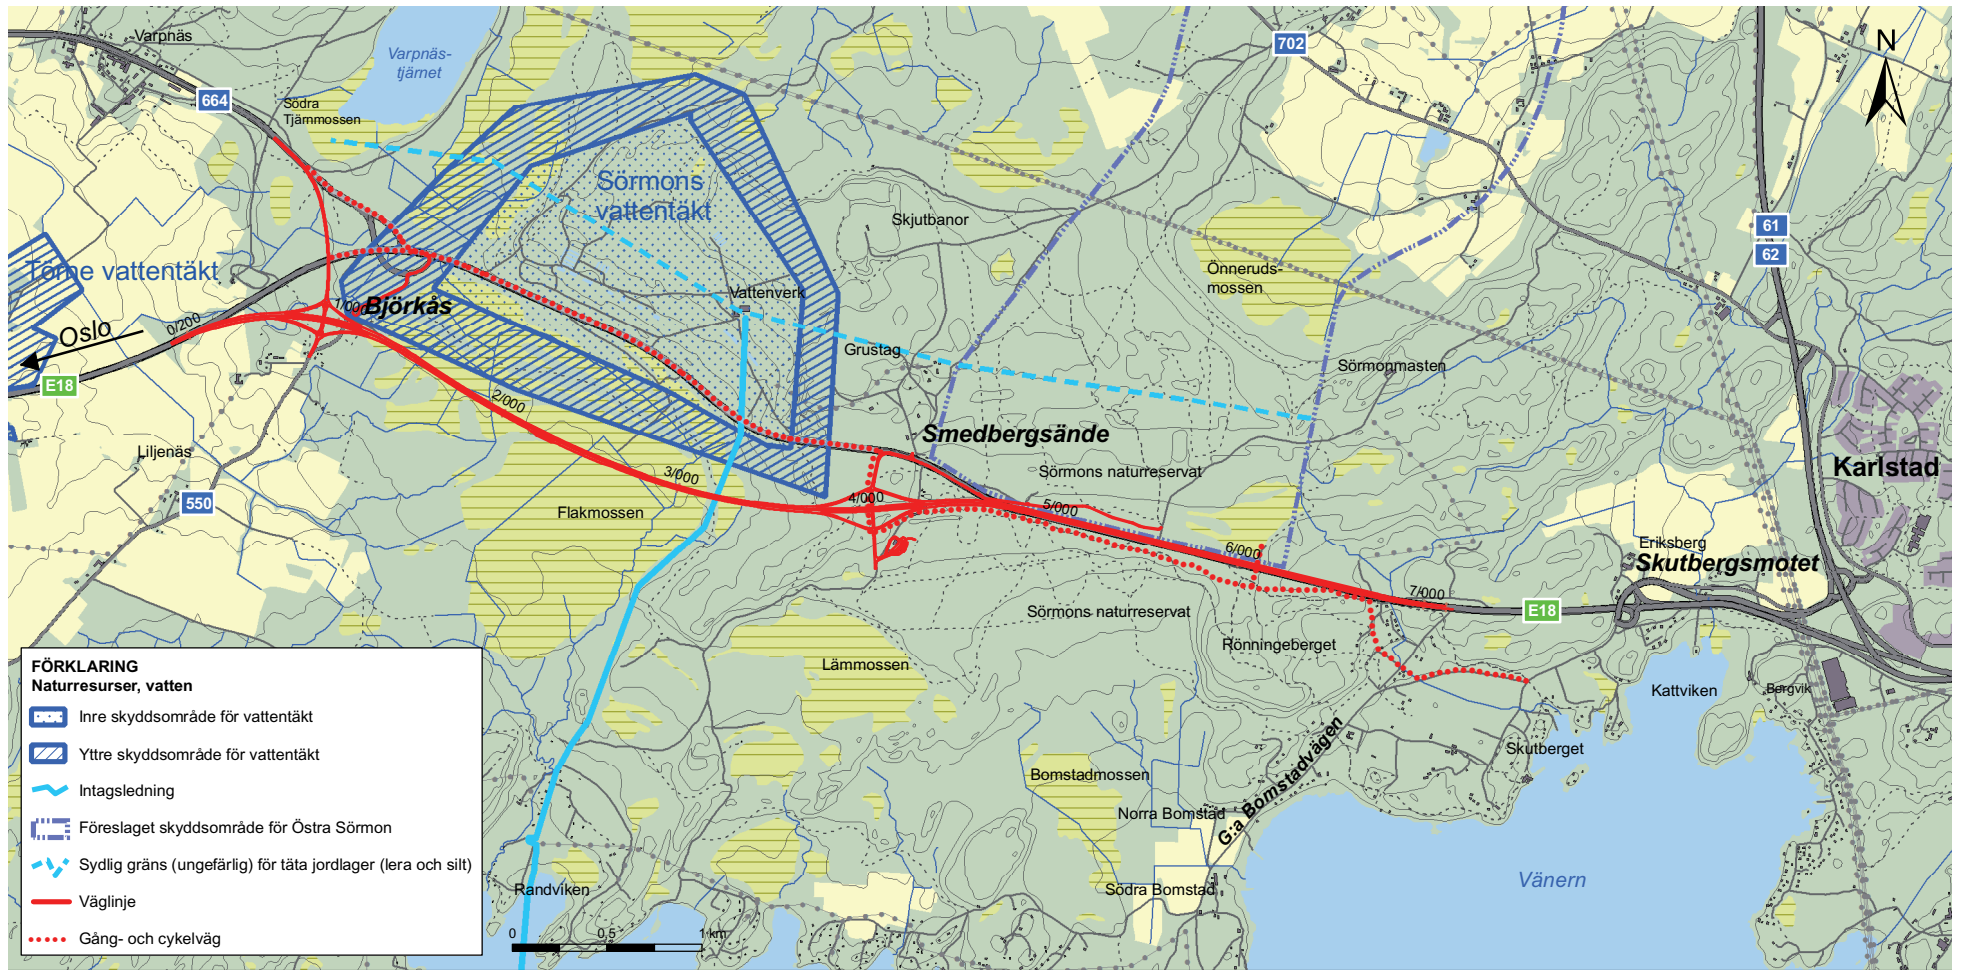 Varpnäs
Varpnäs-
tjärnet
702
N
664
Södra
Tjärnmossen
Sörmons
vattentäkt
Skjutbanor
61
62
Törne vattentäkt
Önneruds-
mossen
Vattenverk
1/000
Björkås
0/200
Oslo
Grustag
Sörmonmasten
E18
2/000
Smedbergsände
Liljenäs
3/000
Sörmons naturreservat
Karlstad
550
4/000
5/000
Flakmossen
6/000
Eriksberg
Skutbergsmotet
7/000
E18
Sörmons naturreservat
Rönningeberget
Lämmossen
Kattviken
Bergvik
Skutberget
G:a Bomstadvägen
Bomstadmossen
Norra Bomstad
Södra Bomstad
Vänern
Randviken
0 0,5 1 km
FÖRKLARING
Naturresurser, vatten
Inre skyddsområde för vattentäkt
Yttre skyddsområde för vattentäkt
Intagsledning
Föreslaget skyddsområde för Östra Sörmon
Sydlig gräns (ungefärlig) för täta jordlager (lera och silt)
Väglinje
Gång- och cykelväg